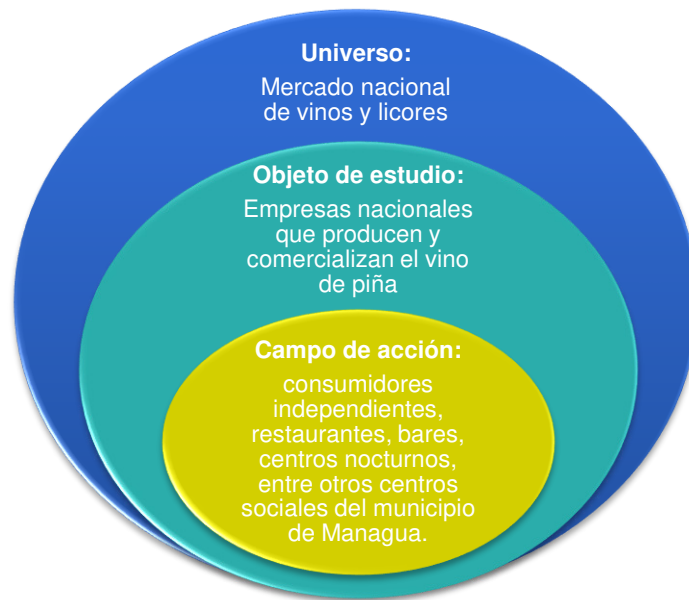 Universo:
Mercado nacional
de vinos y licores
Objeto de estudio:
Empresas nacionales
que producen y
comercializan el vino
de piña
Campo de acción:
consumidores
independientes,
restaurantes, bares,
centros nocturnos,
entre otros centros
sociales del municipio
de Managua.